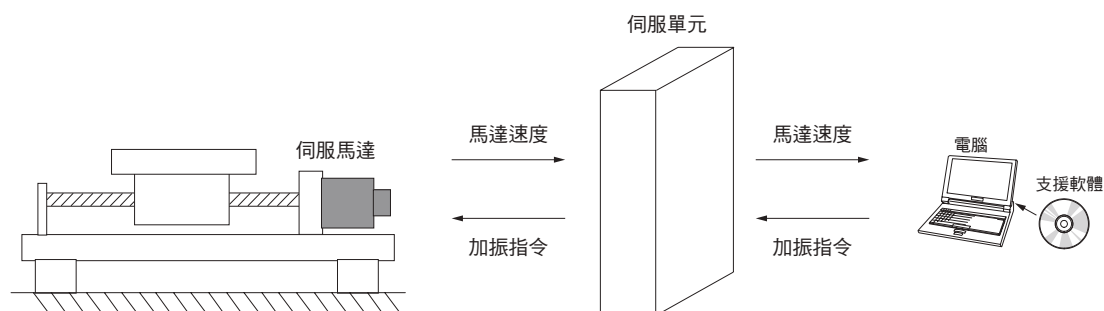 伺服單元
伺服馬達
馬達速度
加振指令
馬達速度
加振指令
電腦
支援軟體